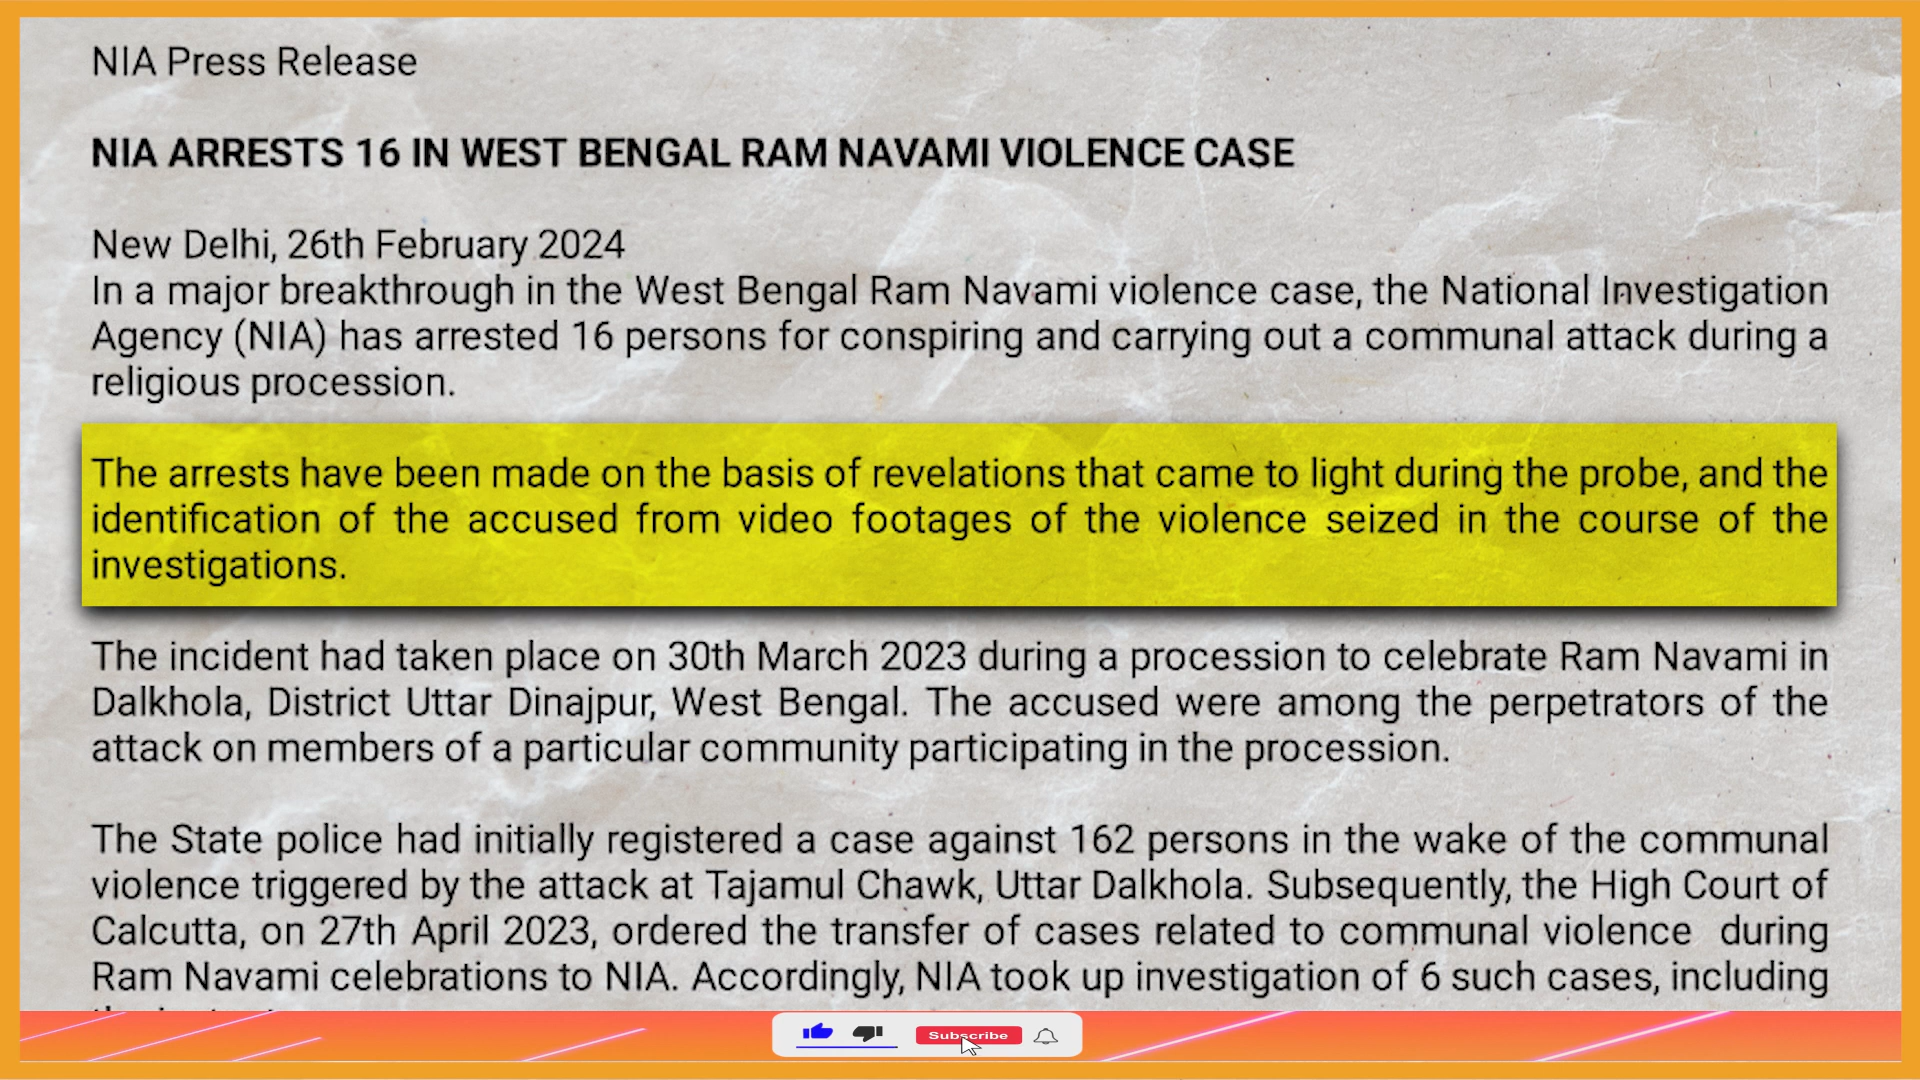 NIA Press Release
NIA ARRESTS 16 IN WEST BENGAL RAM NAVAMI VIOLENCE CASE
New Delhi, 26th February 2024
In a major breakthrough in the West Bengal Ram Navami violence case, the National Investigation
Agency (NIA) has arrested 16 persons for conspiring and carrying out a communal attack during a
religious procession.
The arrests have been made on the basis of revelations that came to light during the probe, and the
identification of the accused from video footages of the violence seized in the course of the
investigations.
The incident had taken place on 30th March 2023 during a procession to celebrate Ram Navami in
Dalkhola, District Uttar Dinajpur, West Bengal. The accused were among the perpetrators of the
attack on members of a particular community participating in the procession.
The State police had initially registered a case against 162 persons in the wake of the communal
violence triggered by the attack at Tajamul Chawk, Uttar Dalkhola. Subsequently, the High Court of
Calcutta, on 27th April 2023, ordered the transfer of cases related to communal violence during
Ram Navami celebrations to NIA. Accordingly, NIA took up investigation of 6 such cases, including
Subscribe